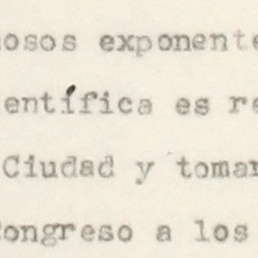 osos exponente
entífica es re
Ciudad y tomar
Congreso a los